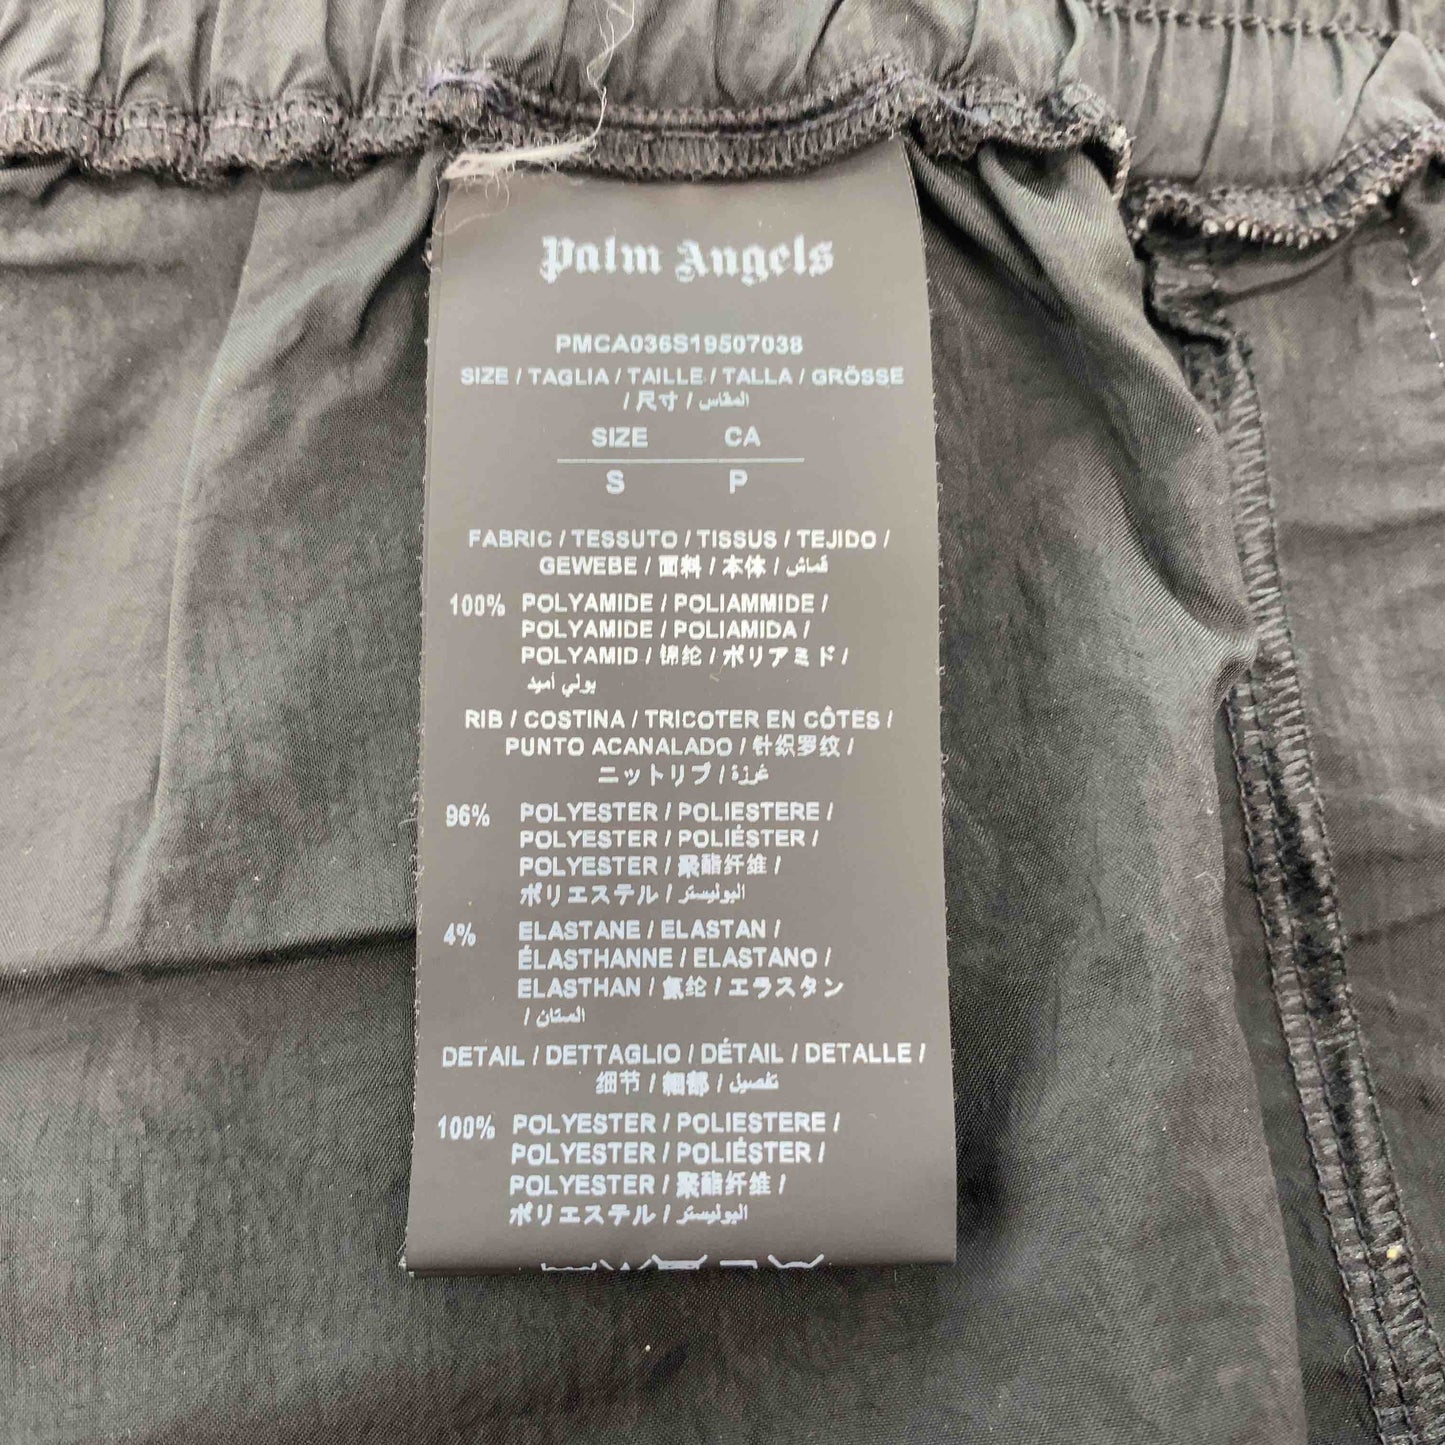 Palm Angels
PMCA036S19507038
SIZE / TAGLIA / TAILLE / TALLA / GRÖSSE
/ 尺寸 / المقاس
SIZE CA
S P
FABRIC / TESSUTO / TISSUS / TEJIDO /
GEWEBE / 面料 / 本体 / قماش
100% POLYAMIDE / POLIAMMIDE /
POLYAMIDE / POLIAMIDA /
POLYAMID / 锦纶 / ポリアミド /
بولي أميد
RIB / COSTINA / TRICOTER EN CÔTES /
PUNTO ACANALADO / 针织罗纹 /
ニットリブ / غرزة
96% POLYESTER / POLIESTERE /
POLYESTER / POLIÉSTER /
POLYESTER / 聚酯纤维 /
ポリエステル / البوليستر
4% ELASTANE / ELASTAN /
ÉLASTHANNE / ELASTANO /
ELASTHAN / 氨纶 / エラスタン
/ الستان
DETAIL / DETTAGLIO / DÉTAIL / DETALLE /
细节 / 細部 / تفصيل
100% POLYESTER / POLIESTERE /
POLYESTER / POLIÉSTER /
POLYESTER / 聚酯纤维 /
ポリエステル / البوليستر